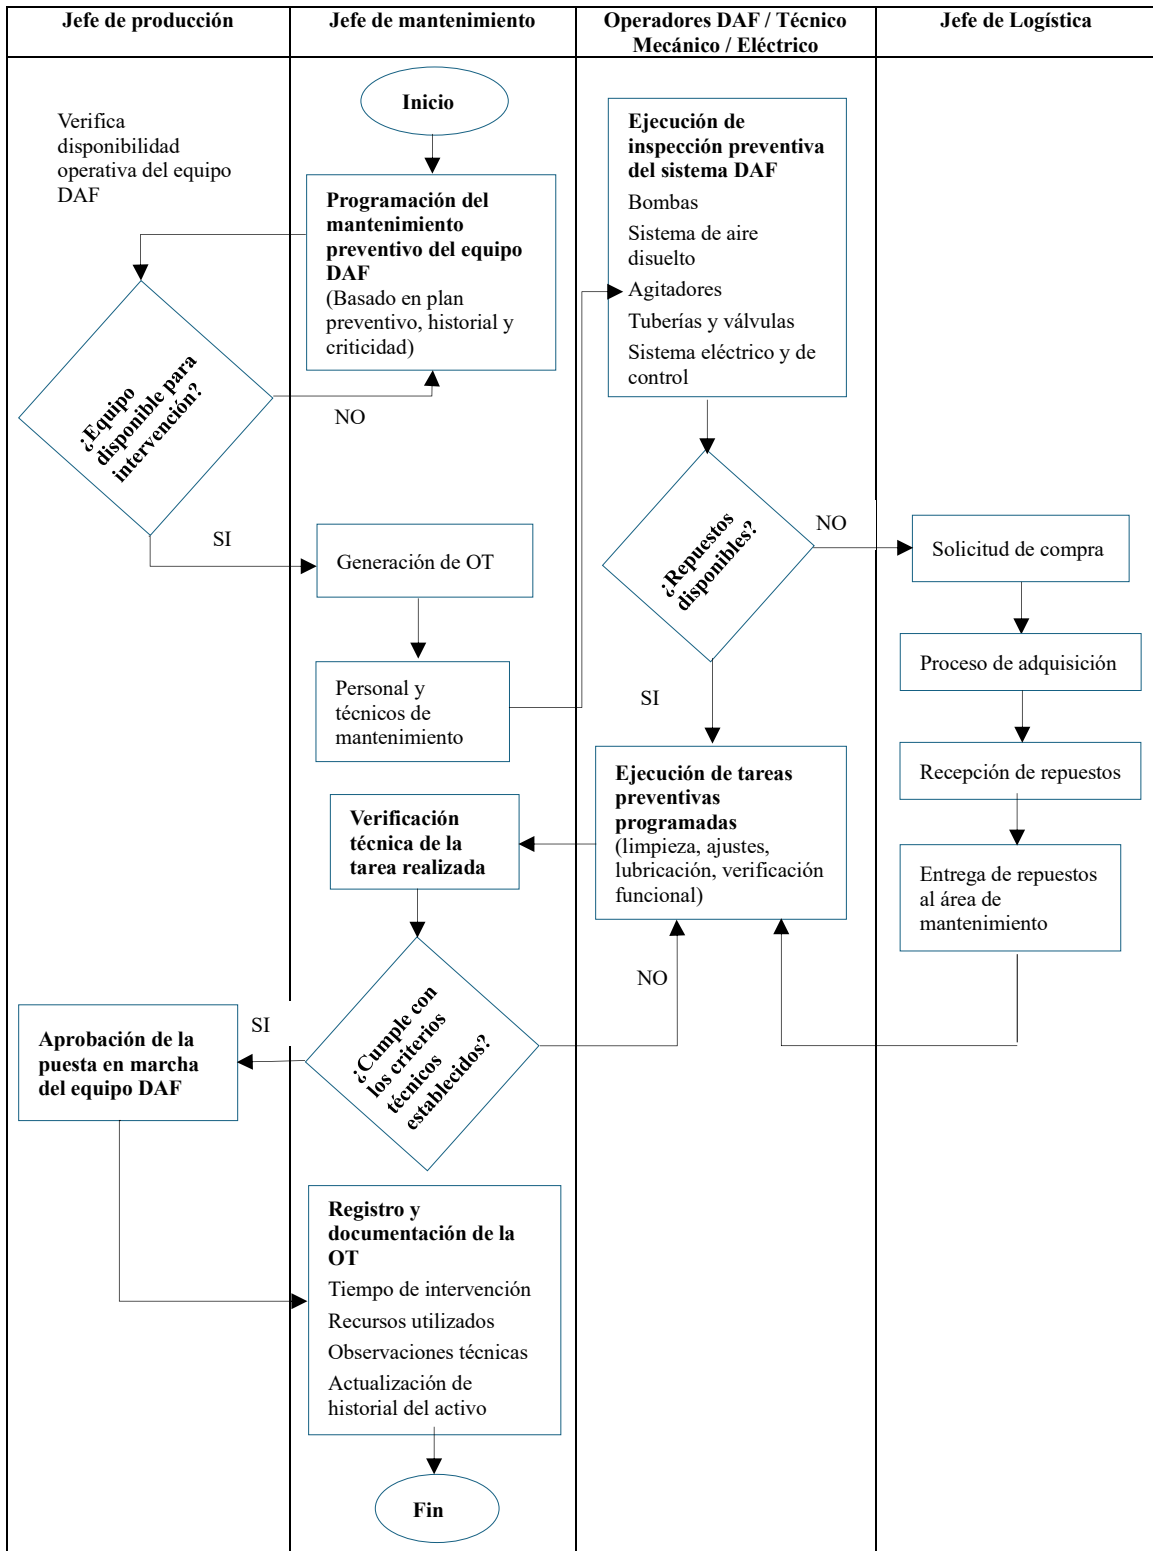 Jefe de producción
Jefe de mantenimiento
Operadores DAF / Técnico
Mecánico / Eléctrico
Jefe de Logística
Inicio
Verifica
disponibilidad
operativa del equipo
DAF
Programación del
mantenimiento
preventivo del equipo
DAF
(Basado en plan
preventivo, historial y
criticidad)
¿Equipo
disponible para
intervención?
NO
SI
Generación de OT
Personal y
técnicos de
mantenimiento
Ejecución de
inspección preventiva
del sistema DAF
Bombas
Sistema de aire
disuelto
Agitadores
Tuberías y válvulas
Sistema eléctrico y de
control
¿Repuestos
disponibles?
NO
SI
Solicitud de compra
Proceso de adquisición
Recepción de repuestos
Entrega de repuestos
al área de
mantenimiento
Ejecución de tareas
preventivas
programadas
(limpieza, ajustes,
lubricación, verificación
funcional)
Verificación
técnica de la
tarea realizada
¿Cumple con
los criterios
técnicos
establecidos?
NO
SI
Aprobación de la
puesta en marcha
del equipo DAF
Registro y
documentación de la
OT
Tiempo de intervención
Recursos utilizados
Observaciones técnicas
Actualización de
historial del activo
Fin